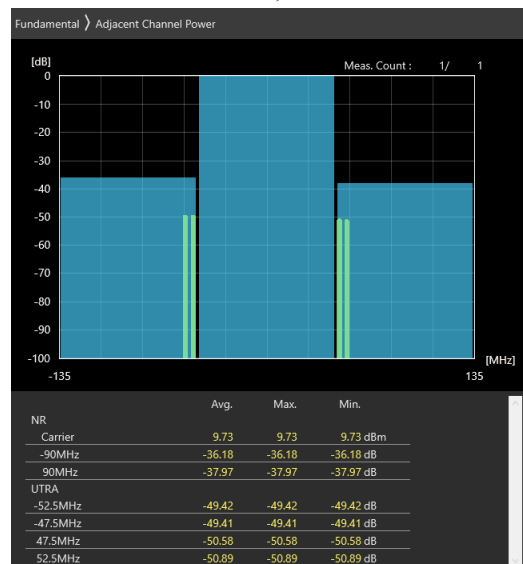 Fundamental ❭ Adjacent Channel Power
[dB]
Meas. Count : 1/ 1
0
-10
-20
-30
-40
-50
-60
-70
-80
-90
-100
[MHz]
-135 135
Avg. Max. Min.
NR
Carrier 9.73 9.73 9.73 dBm
-90MHz -36.18 -36.18 -36.18 dB
90MHz -37.97 -37.97 -37.97 dB
UTRA
-52.5MHz -49.42 -49.42 -49.42 dB
-47.5MHz -49.41 -49.41 -49.41 dB
47.5MHz -50.58 -50.58 -50.58 dB
52.5MHz -50.89 -50.89 -50.89 dB